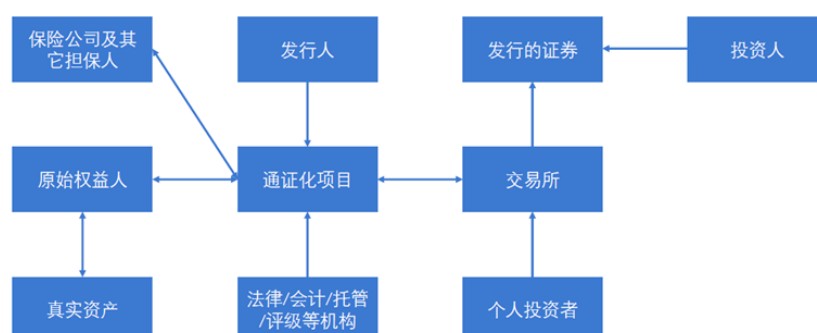 保险公司及其
它担保人
发行人
发行的证券
投资人
原始权益人
通证化项目
交易所
真实资产
法律/会计/托管
/评级等机构
个人投资者